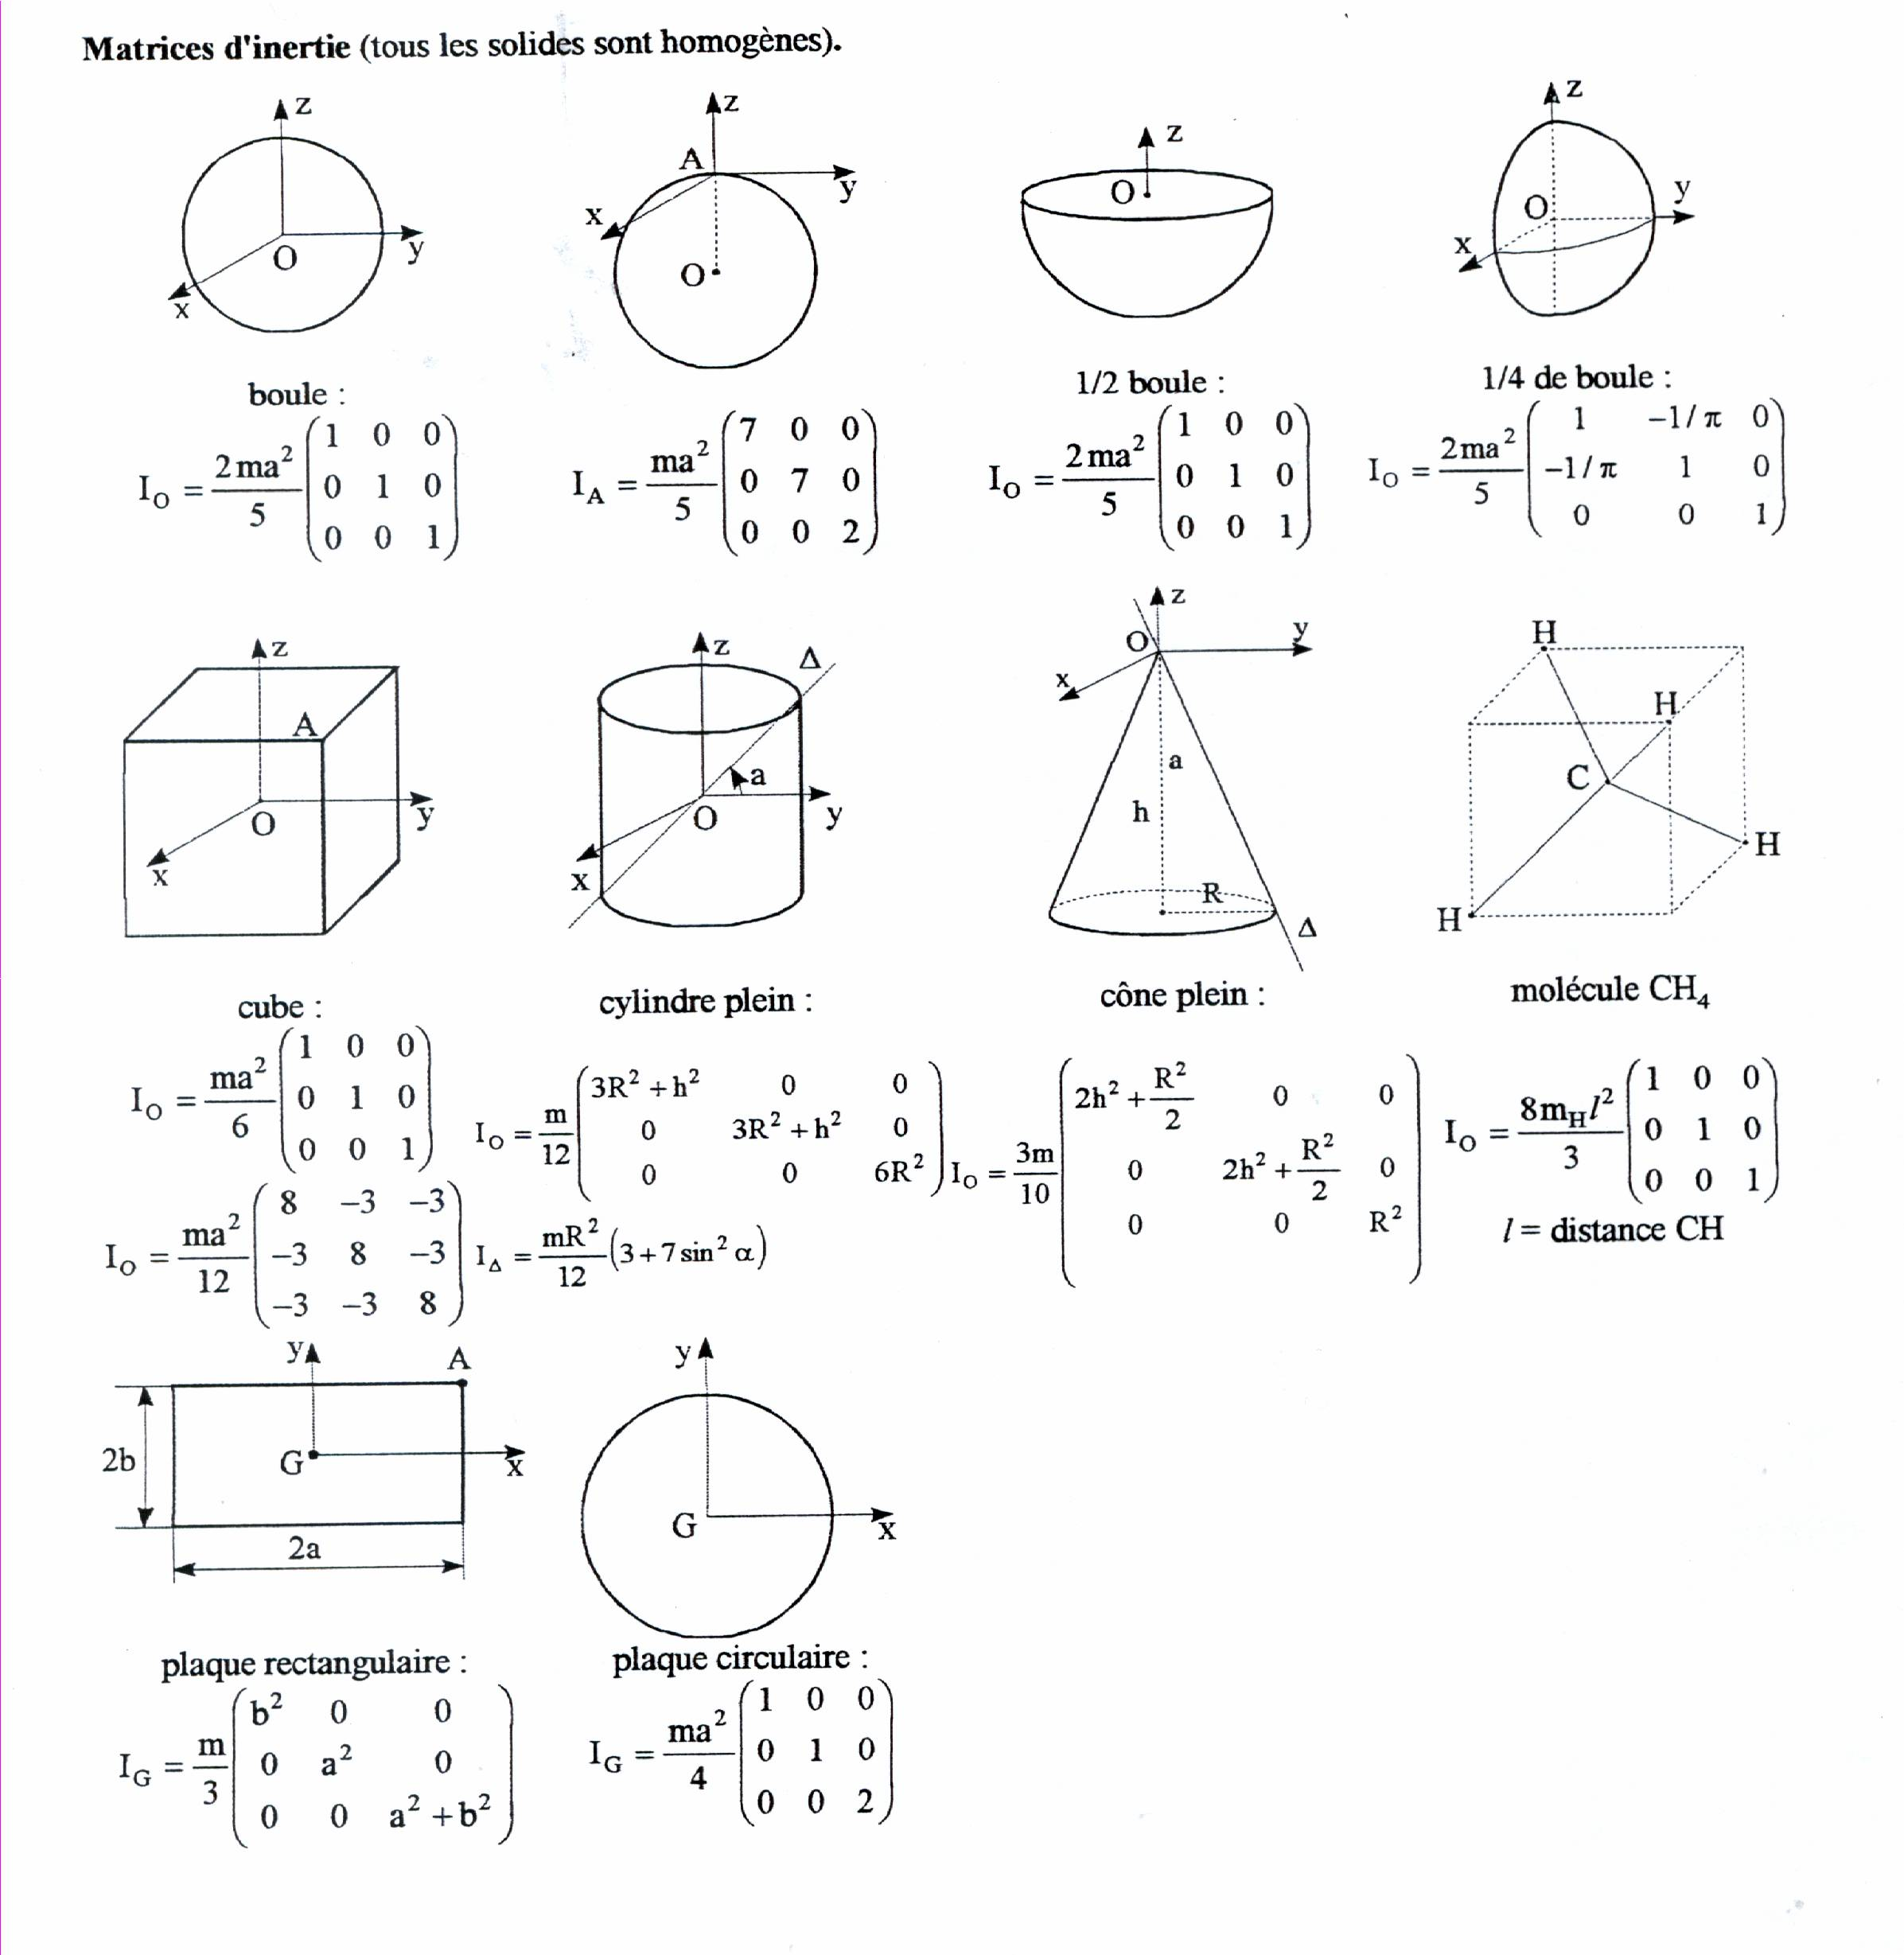 Matrices d'inertie (tous les solides sont homogènes).
z
y
x
O
z
A
y
x
O
z
O
z
y
x
O
boule :
1/2 boule :
1/4 de boule :
I_O = 2ma²/5 (1 0 0
0 1 0
0 0 1)
I_A = ma²/5 (7 0 0
0 7 0
0 0 2)
I_O = 2ma²/5 (1 0 0
0 1 0
0 0 1)
I_O = 2ma²/5 (1 −1/π 0
−1/π 1 0
0 0 1)
z
A
O
y
x
z
Δ
a
O
y
x
z
O
y
x
a
h
R
Δ
H
H
C
H
H
cube :
cylindre plein :
cône plein :
molécule CH₄
I_O = ma²/6 (1 0 0
0 1 0
0 0 1)
I_O = ma²/12 (8 −3 −3
−3 8 −3
−3 −3 8)
I_O = m/12 (3R²+h² 0 0
0 3R²+h² 0
0 0 6R²)
I_Δ = mR²/12 (3+7sin²α)
I_O = 3m/10 (2h²+R²/2 0 0
0 2h²+R²/2 0
0 0 R²)
I_O = 8m_H l²/3 (1 0 0
0 1 0
0 0 1)
l = distance CH
y
A
2b
G
x
2a
y
G
x
plaque rectangulaire :
plaque circulaire :
I_G = m/3 (b² 0 0
0 a² 0
0 0 a²+b²)
I_G = ma²/4 (1 0 0
0 1 0
0 0 2)